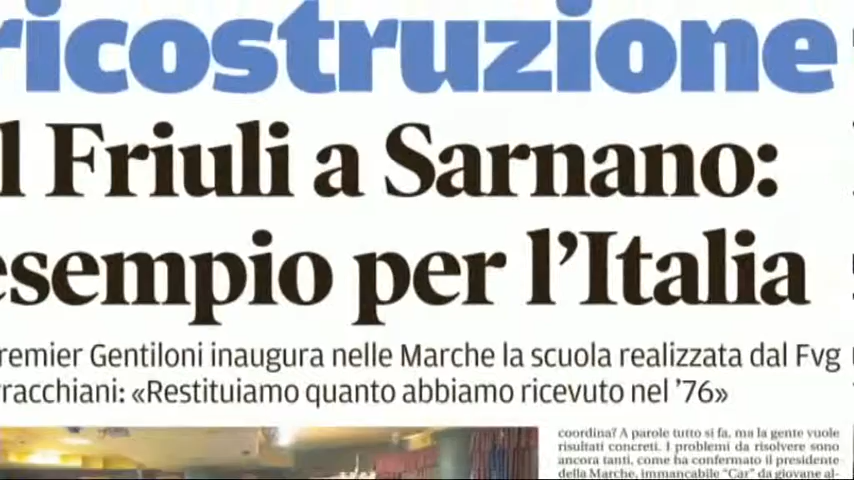 ricostruzione
l Friuli a Sarnano:
esempio per l'Italia
remier Gentiloni inaugura nelle Marche la scuola realizzata dal Fvg
racchiani: «Restituiamo quanto abbiamo ricevuto nel '76»
coordina? A parole tutto si fa, ma la gente vuole
risultati concreti. I problemi da risolvere sono
ancora tanti, come ha confermato il presidente
della Marche, immancabile "Car" da giovane al-